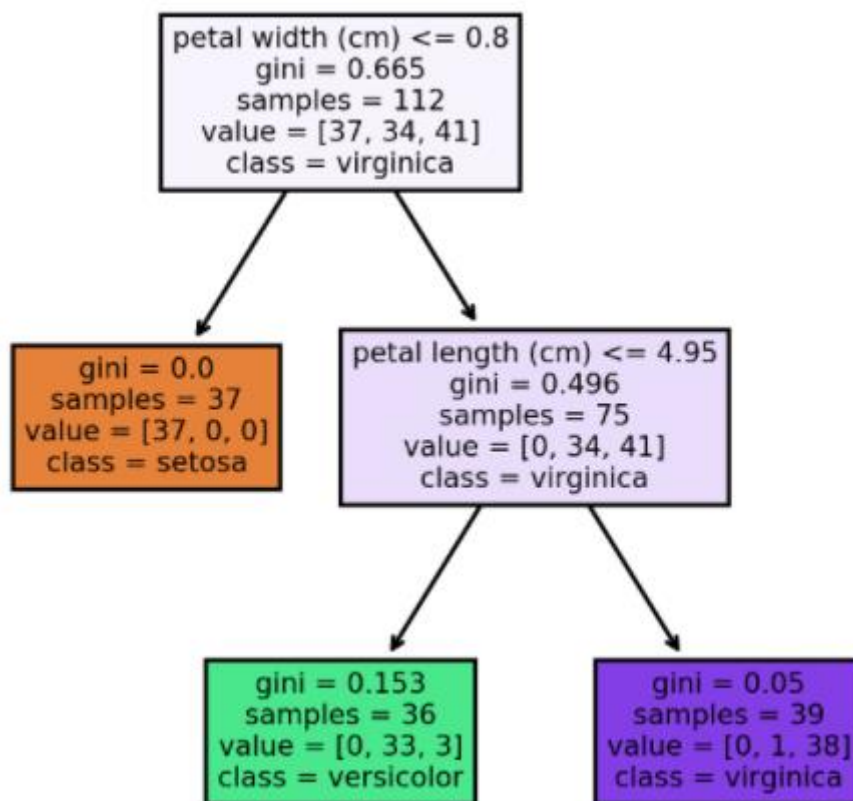 petal width (cm) <= 0.8
gini = 0.665
samples = 112
value = [37, 34, 41]
class = virginica
gini = 0.0
samples = 37
value = [37, 0, 0]
class = setosa
petal length (cm) <= 4.95
gini = 0.496
samples = 75
value = [0, 34, 41]
class = virginica
gini = 0.153
samples = 36
value = [0, 33, 3]
class = versicolor
gini = 0.05
samples = 39
value = [0, 1, 38]
class = virginica